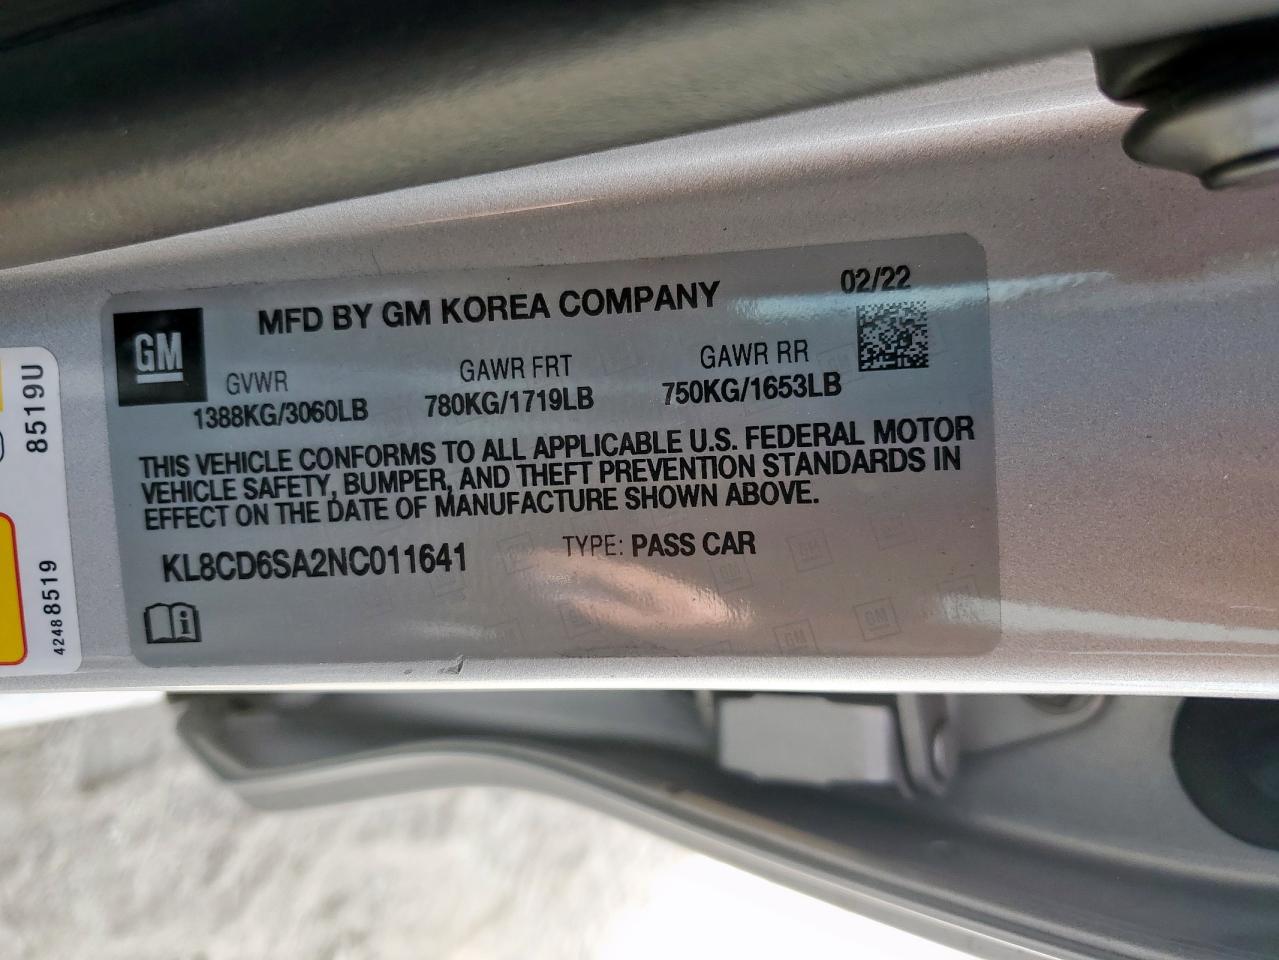 MFD BY GM KOREA COMPANY
02/22
GM
GVWR
GAWR FRT
GAWR RR
1388KG/3060LB
780KG/1719LB
750KG/1653LB
THIS VEHICLE CONFORMS TO ALL APPLICABLE U.S. FEDERAL MOTOR
VEHICLE SAFETY, BUMPER, AND THEFT PREVENTION STANDARDS IN
EFFECT ON THE DATE OF MANUFACTURE SHOWN ABOVE.
KL8CD6SA2NC011641
TYPE: PASS CAR
8519U
42488519